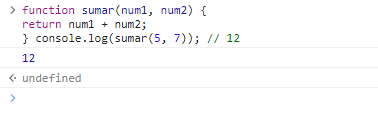 > function sumar(num1, num2) {
return num1 + num2;
} console.log(sumar(5, 7)); // 12
12
undefined
>